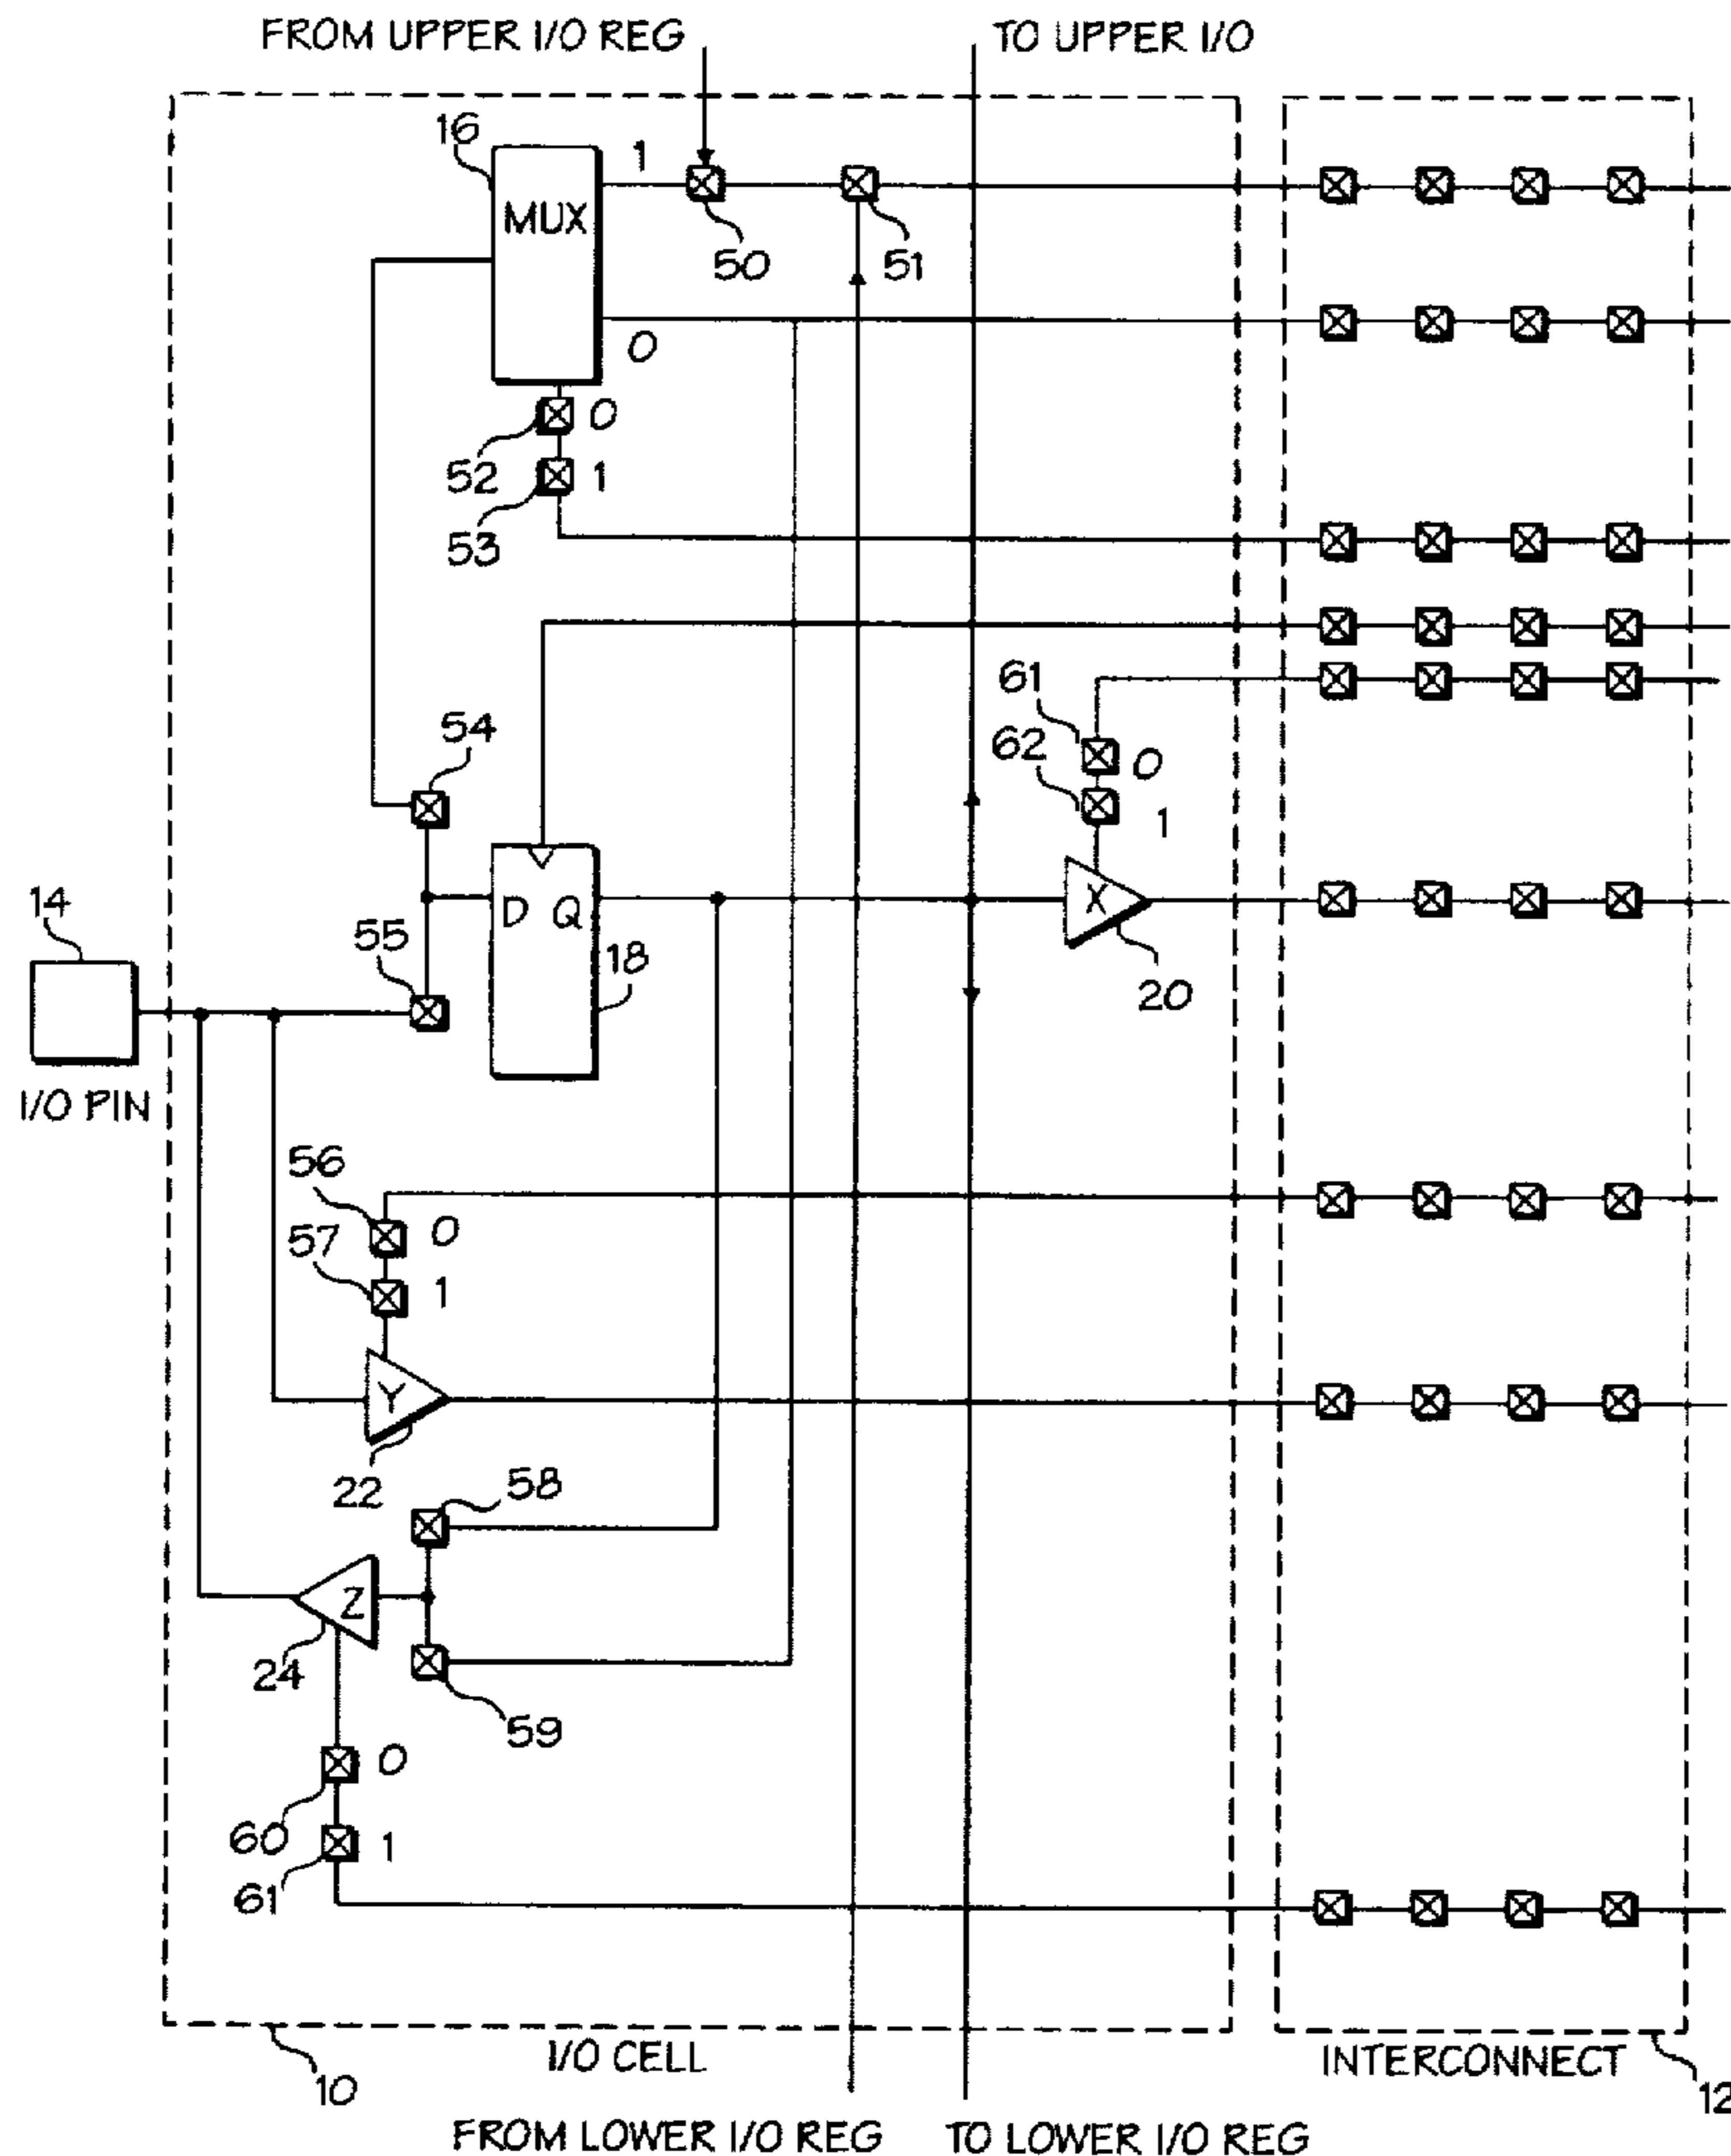 FROM UPPER I/O REG
TO UPPER I/O
16
1
MUX
50
51
0
0
52
1
53
61
54
62
0
1
14
D Q
55
18
20
I/O PIN
56
0
57
1
Y
X
22
58
Z
24
59
0
60
1
61
I/O CELL
INTERCONNECT
10
12
FROM LOWER I/O REG
TO LOWER I/O REG